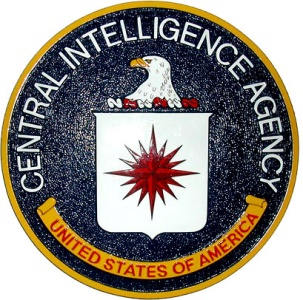 CENTRAL INTELLIGENCE AGENCY
UNITED STATES OF AMERICA